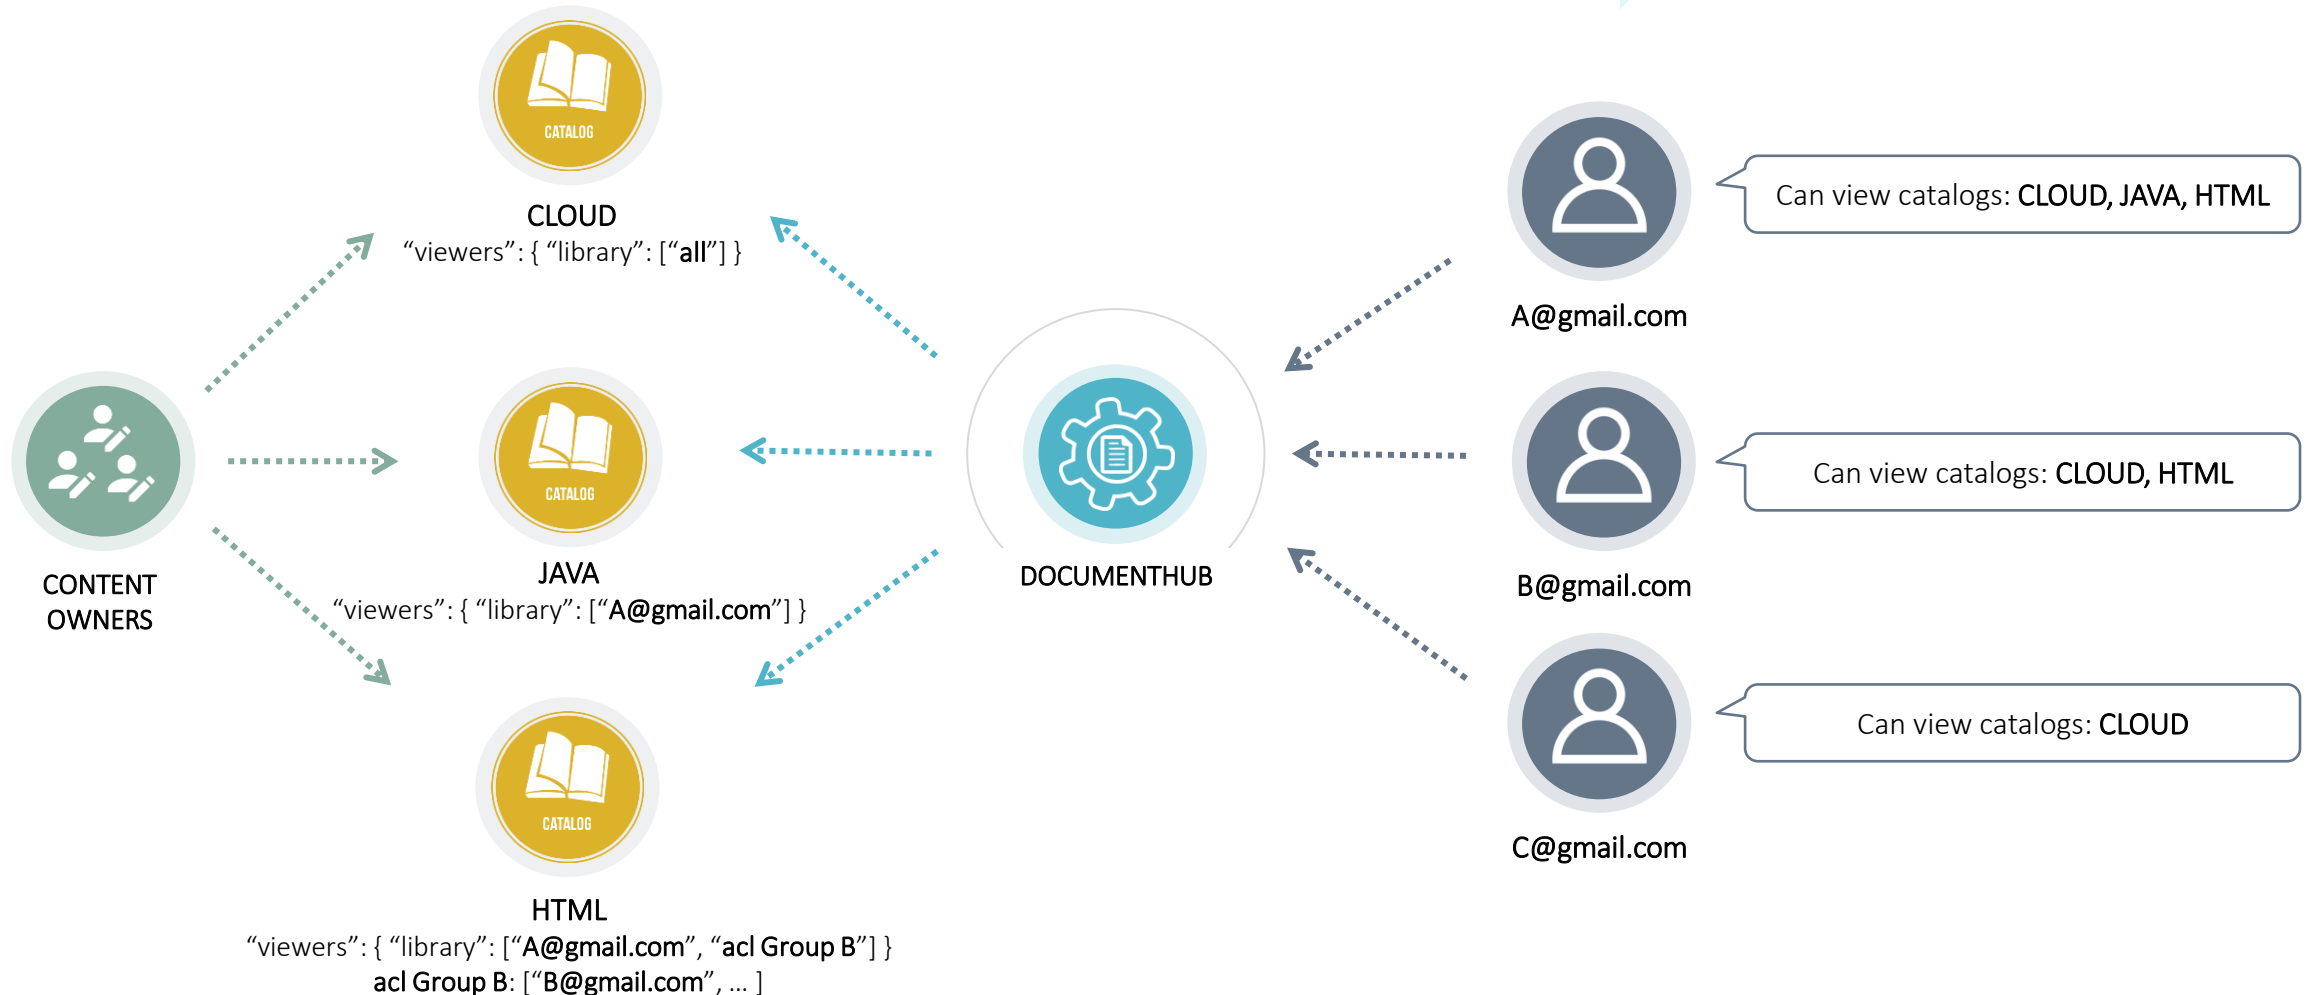 CATALOG
CLOUD
“viewers”: { “library”: [“all”] }
CATALOG
JAVA
“viewers”: { “library”: [“A@gmail.com”] }
CATALOG
HTML
“viewers”: { “library”: [“A@gmail.com”, “acl Group B”] }
acl Group B: [“B@gmail.com”, ... ]
CONTENT
OWNERS
DOCUMENTHUB
A@gmail.com
Can view catalogs: CLOUD, JAVA, HTML
B@gmail.com
Can view catalogs: CLOUD, HTML
C@gmail.com
Can view catalogs: CLOUD